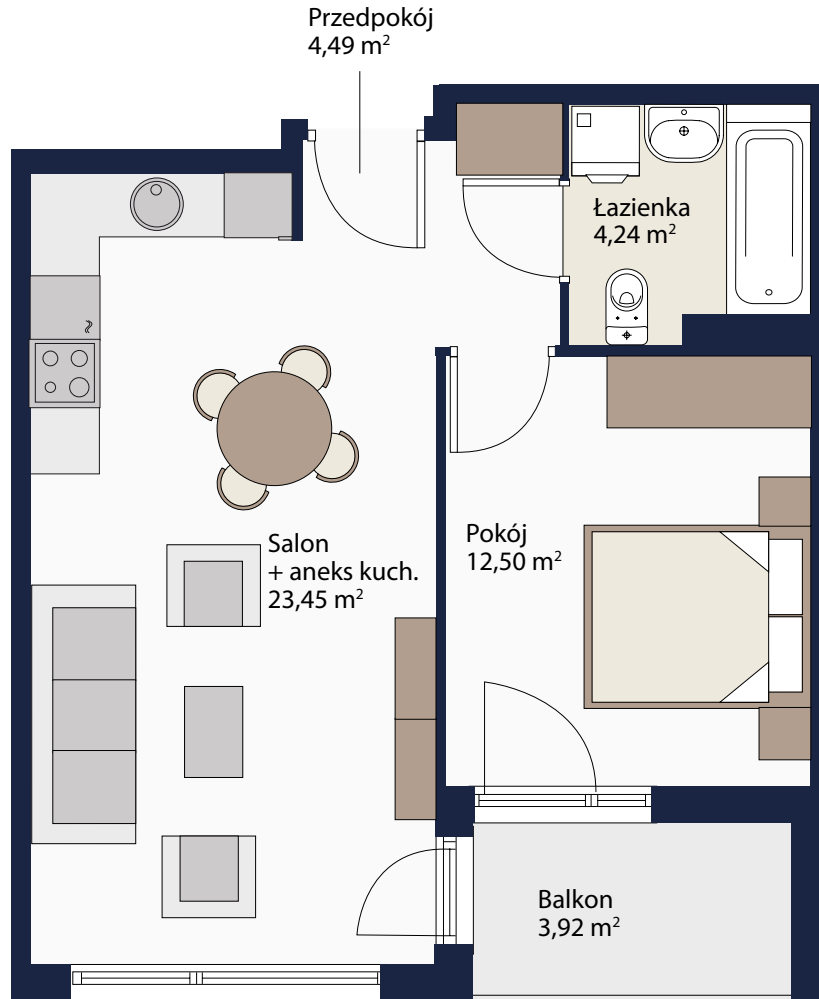 Przedpokój
4,49 m²
Łazienka
4,24 m²
Salon
+ aneks kuch.
23,45 m²
Pokój
12,50 m²
Balkon
3,92 m²